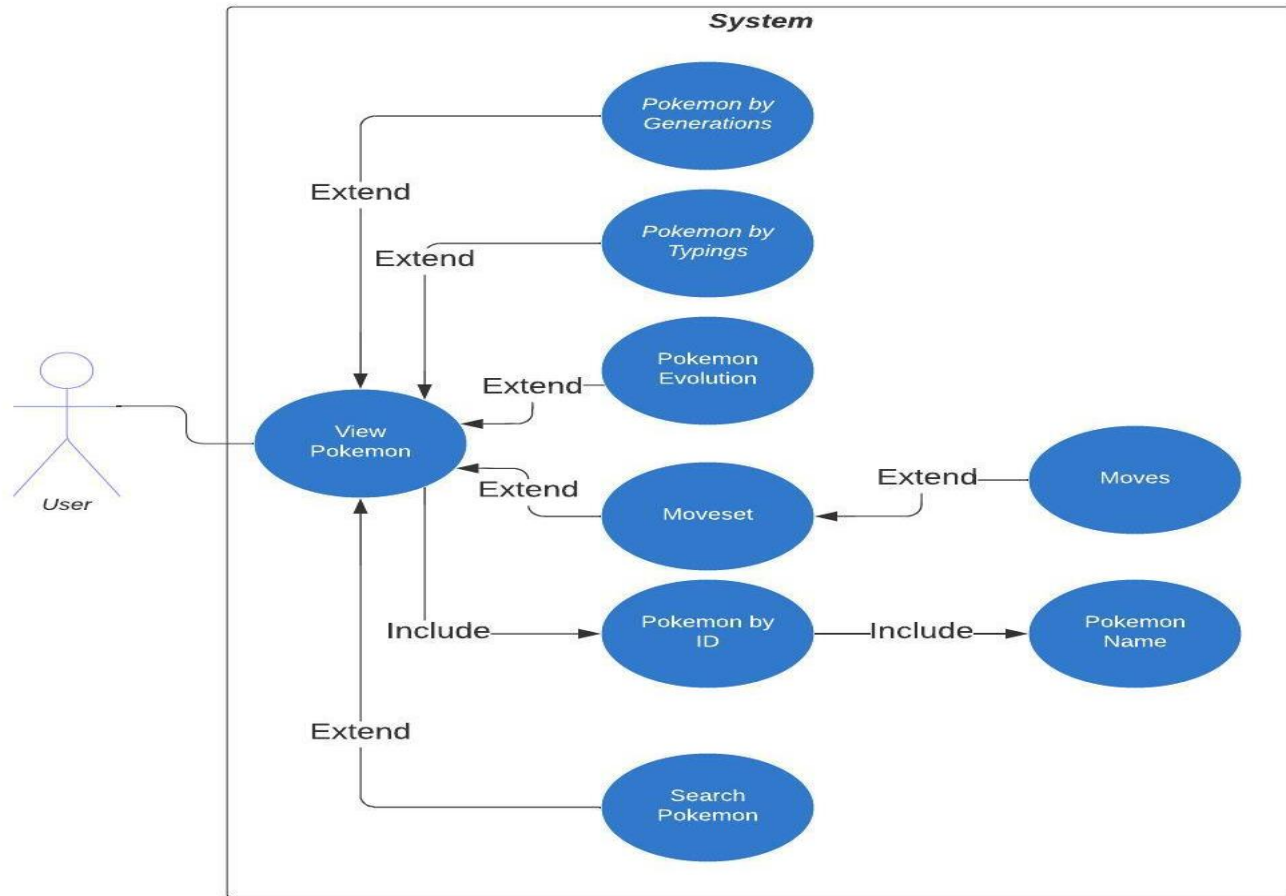 System
Pokemon by
Generations
Extend
Pokemon by
Typings
Extend
Pokemon
Evolution
Extend
View
Pokemon
User
Extend
Moveset
Extend
Moves
Include
Pokemon by
ID
Include
Pokemon
Name
Extend
Search
Pokemon